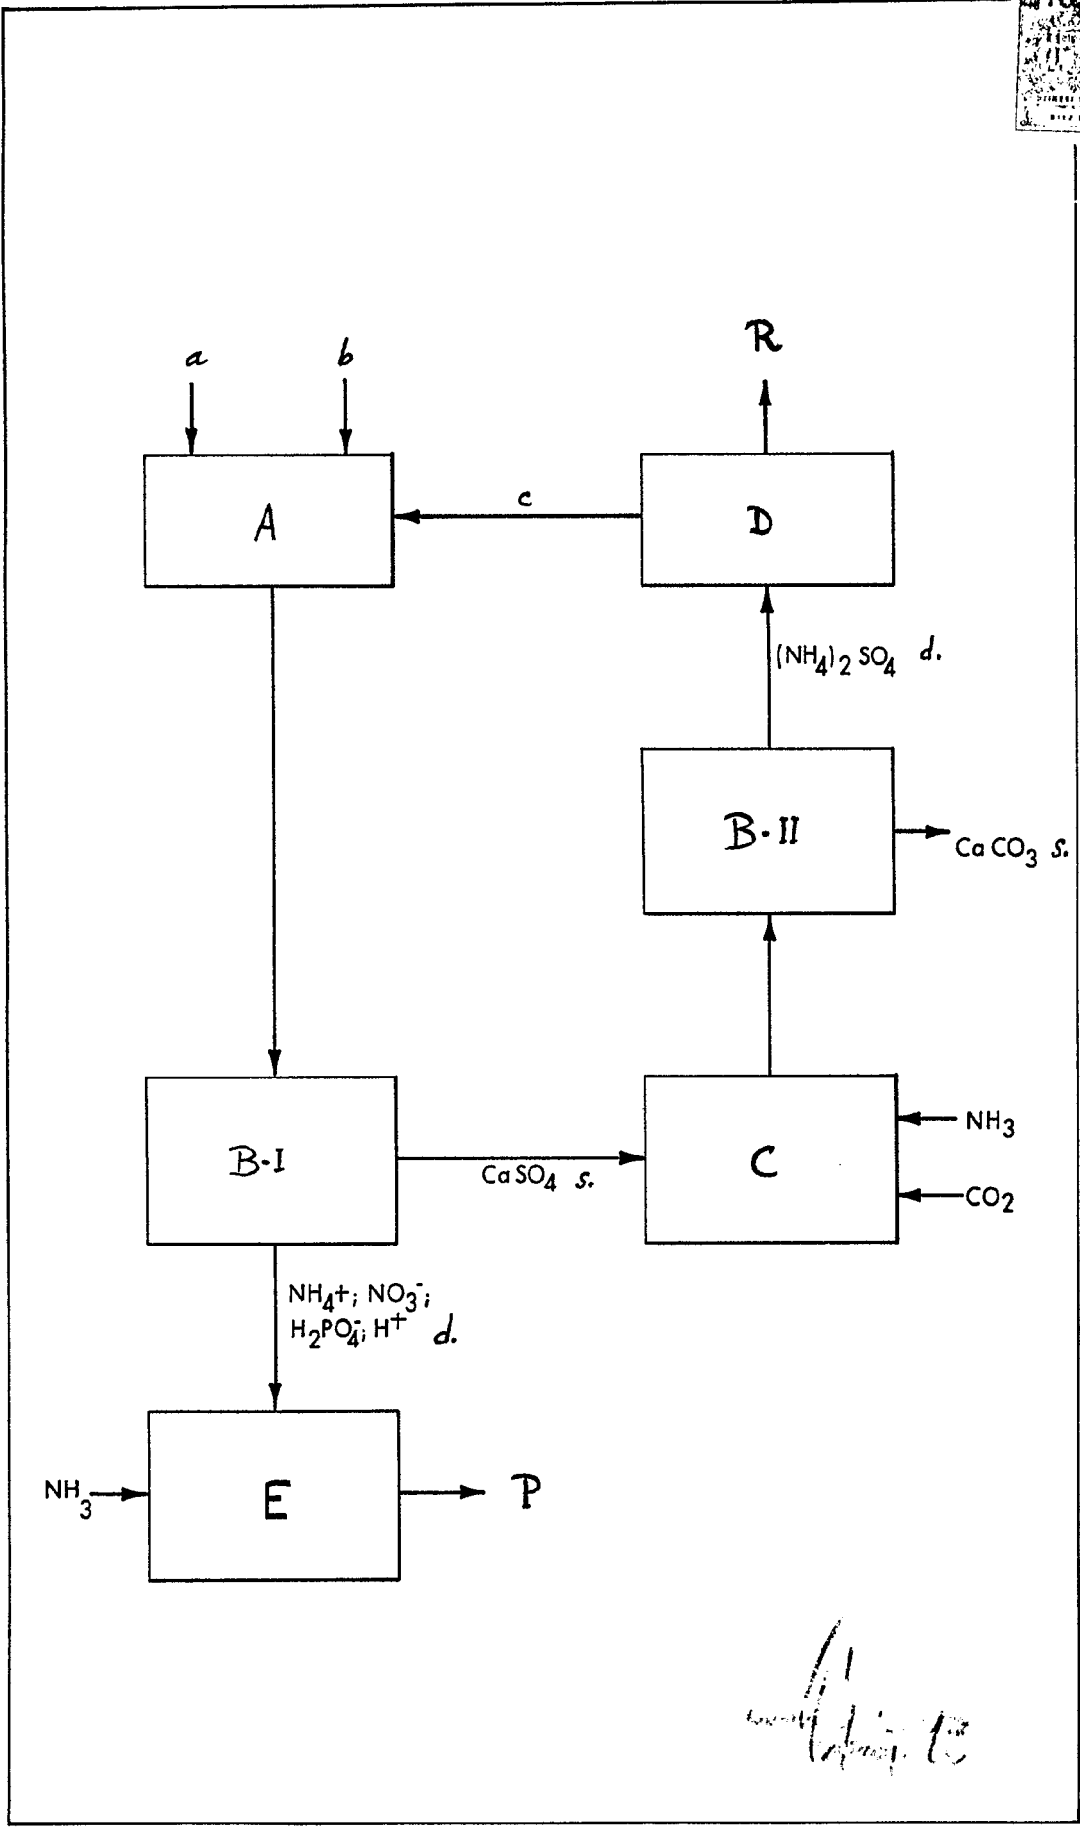 R
a
b
A
c
D
(NH4)2 SO4 d.
B-II
CaCO3 s.
B-I
CaSO4 s.
C
NH3
CO2
NH4+; NO3-;
H2PO4-; H+ d.
NH3
E
P